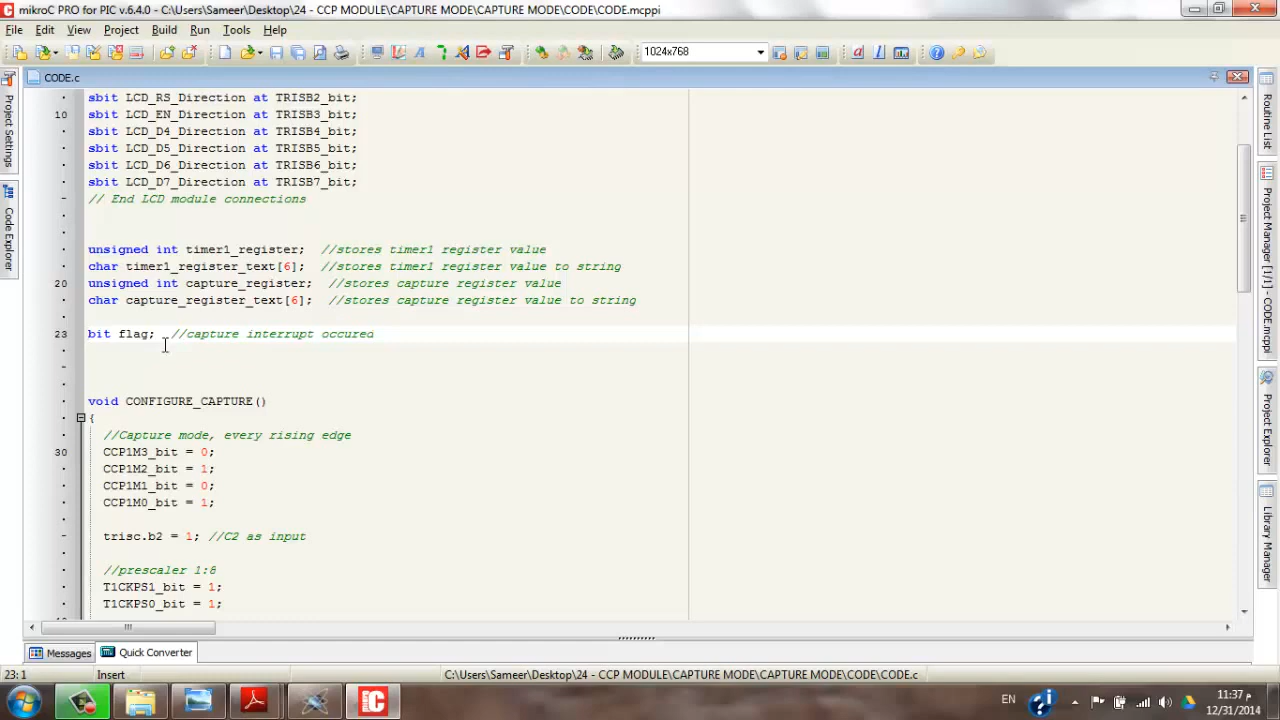 mikroC PRO for PIC v.6.4.0 - C:\Users\Sameer\Desktop\24 - CCP MODULE\CAPTURE MODE\CAPTURE MODE\CODE\CODE.mcppi
File Edit View Project Build Run Tools Help
1024x768
CODE.c
sbit LCD_RS_Direction at TRISB2_bit;
10 sbit LCD_EN_Direction at TRISB3_bit;
sbit LCD_D4_Direction at TRISB4_bit;
sbit LCD_D5_Direction at TRISB5_bit;
sbit LCD_D6_Direction at TRISB6_bit;
sbit LCD_D7_Direction at TRISB7_bit;
// End LCD module connections
unsigned int timer1_register; //stores timer1 register value
char timer1_register_text[6]; //stores timer1 register value to string
20 unsigned int capture_register; //stores capture register value
char capture_register_text[6]; //stores capture register value to string
23 bit flag; //capture interrupt occured
void CONFIGURE_CAPTURE()
{
//Capture mode, every rising edge
30 CCP1M3_bit = 0;
CCP1M2_bit = 1;
CCP1M1_bit = 0;
CCP1M0_bit = 1;
trisc.b2 = 1; //C2 as input
//prescaler 1:8
T1CKPS1_bit = 1;
T1CKPS0_bit = 1;
Project Settings
Code Explorer
Routine List
Project Manager [1/1] - CODE.mcppi
Project Explorer
Library Manager
Messages Quick Converter
23:1 Insert C:\Users\Sameer\Desktop\24 - CCP MODULE\CAPTURE MODE\CAPTURE MODE\CODE\CODE.c
EN
11:37 م
12/31/2014